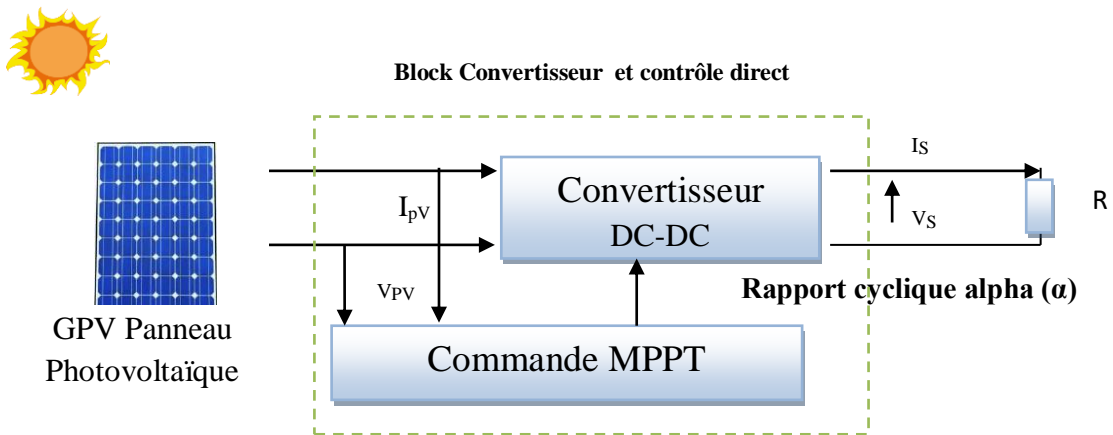 Block Convertisseur et contrôle direct
Convertisseur
DC-DC
IpV
VPV
IS
VS
R
Rapport cyclique alpha (α)
Commande MPPT
GPV Panneau
Photovoltaïque